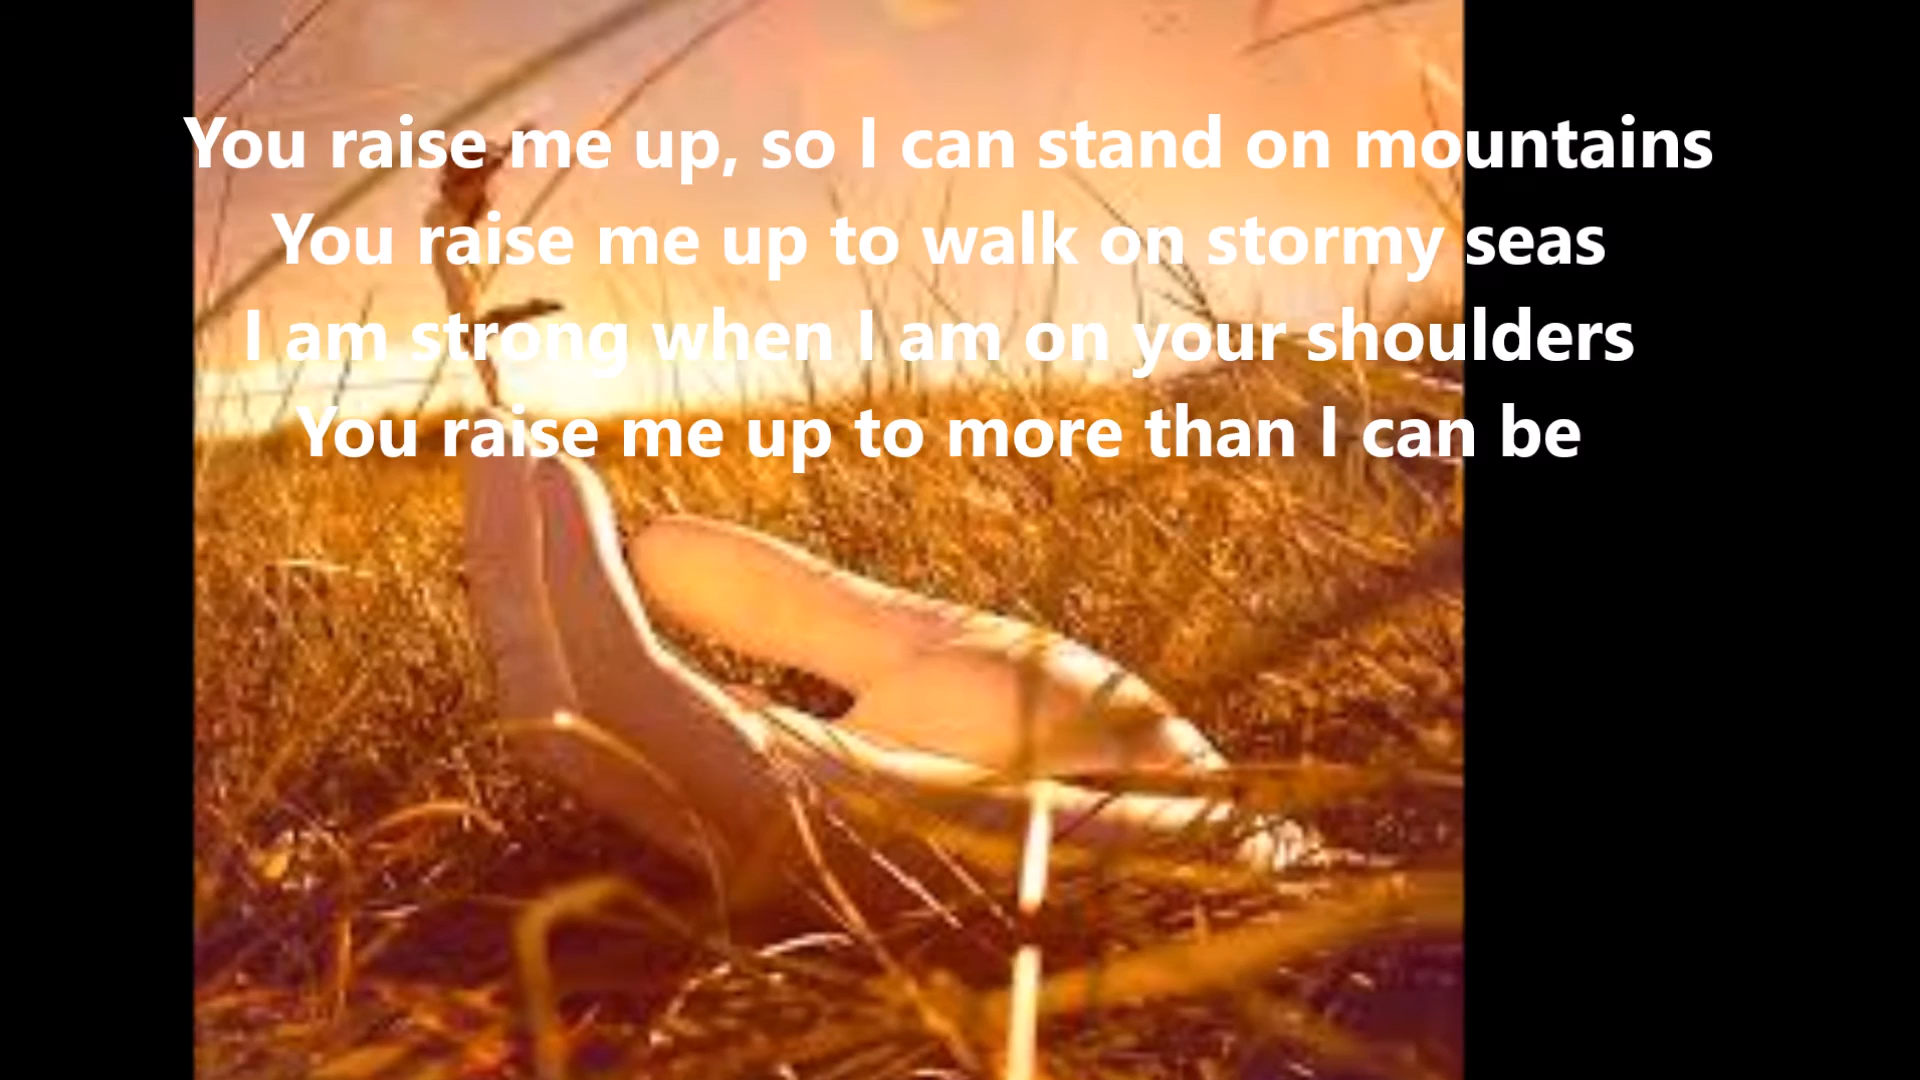 You raise me up, so I can stand on mountains
You raise me up to walk on stormy seas
I am strong when I am on your shoulders
You raise me up to more than I can be